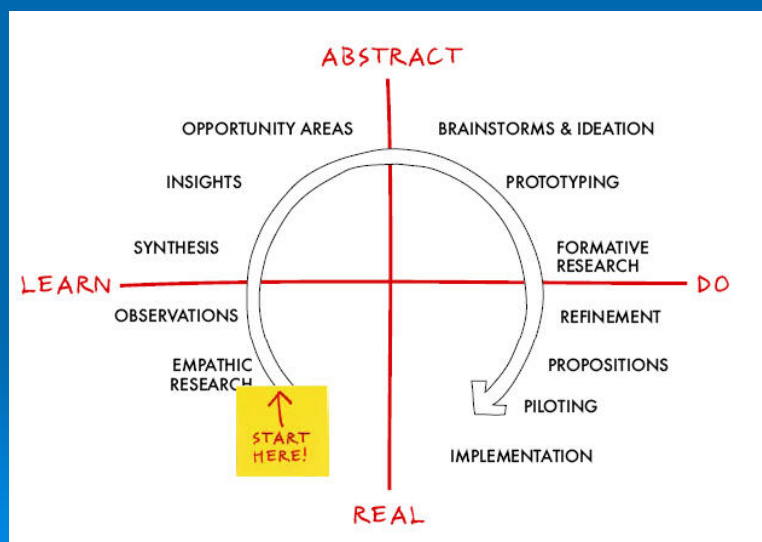 ABSTRACT
OPPORTUNITY AREAS
BRAINSTORMS & IDEATION
INSIGHTS
PROTOTYPING
SYNTHESIS
FORMATIVE
RESEARCH
LEARN
DO
OBSERVATIONS
REFINEMENT
EMPATHIC
RESEARCH
PROPOSITIONS
PILOTING
START
HERE!
IMPLEMENTATION
REAL